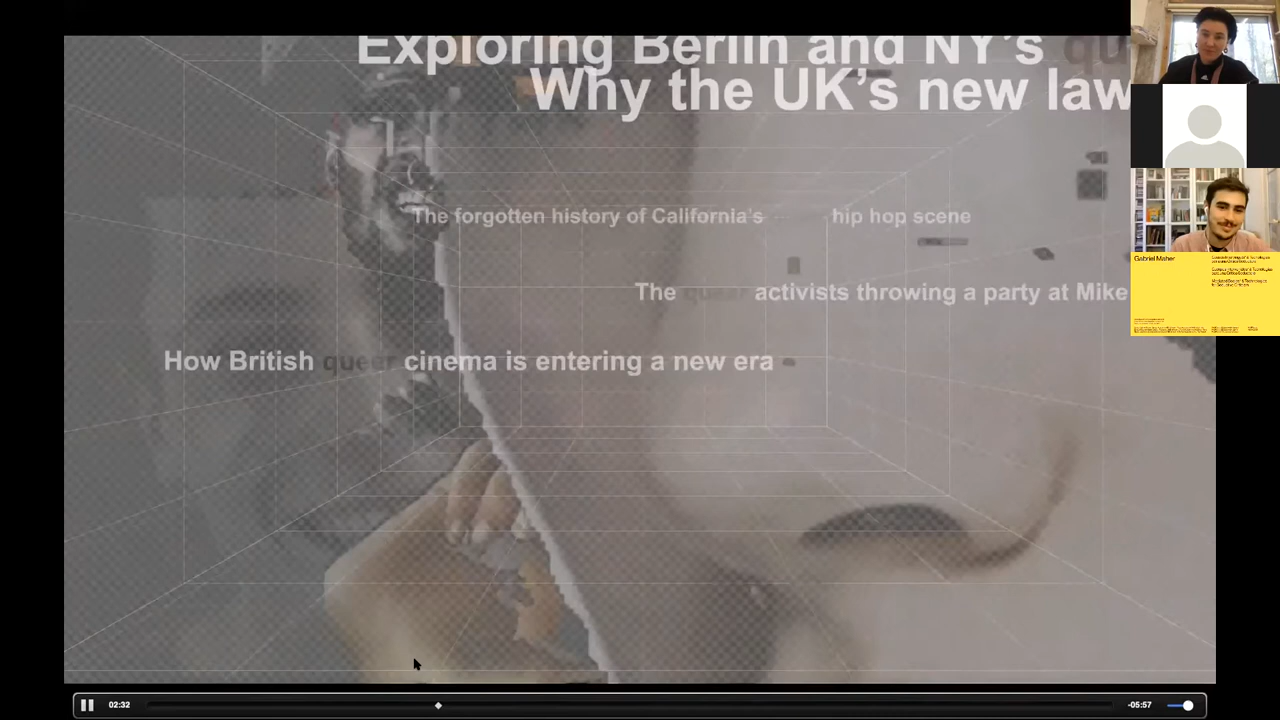 Exploring Berlin and NY's qu
Why the UK's new law
The forgotten history of California's hip hop scene
The queer activists throwing a party at Mike
How British queer cinema is entering a new era
Gabriel Maher
02:32
-05:57